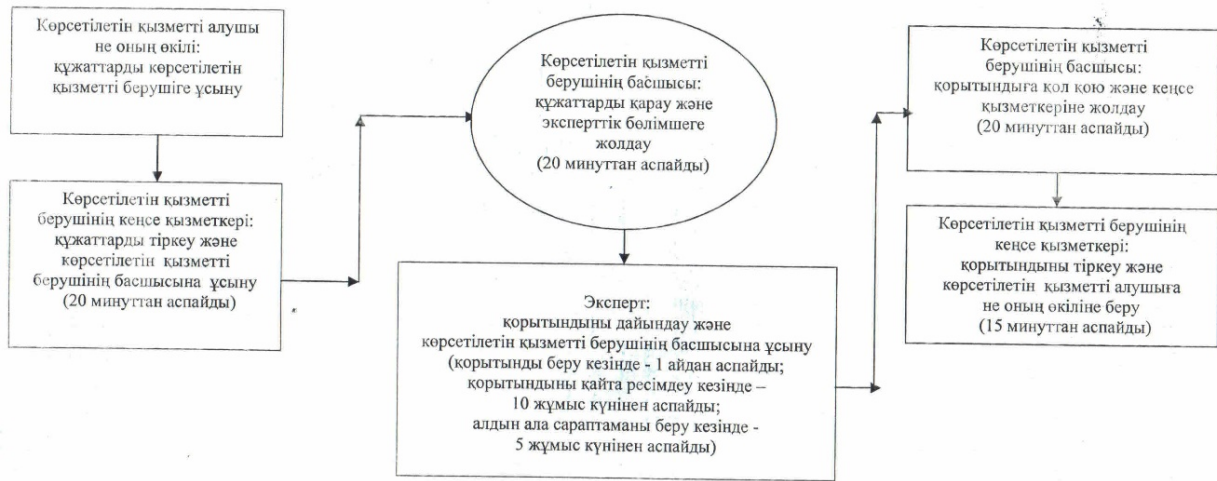 Көрсетілетін қызметті алушы
не оның өкілі:
құжаттарды көрсетілетін
қызметті берушіге ұсыну
Көрсетілетін қызметті
берушінің кеңсе қызметкері:
құжаттарды тіркеу және
көрсетілетін қызметті
берушінің басшысына ұсыну
(20 минуттан аспайды)
Көрсетілетін қызметті
берушінің басшысы:
құжаттарды қарау және
эксперттік бөлімшеге
жолдау
(20 минуттан аспайды)
Эксперт:
қорытындыны дайындау және
көрсетілетін қызметті берушінің басшысына ұсыну
(қорытынды беру кезінде - 1 айдан аспайды;
қорытындыны қайта ресімдеу кезінде –
10 жұмыс күнінен аспайды;
алдын ала сараптаманы беру кезінде -
5 жұмыс күнінен аспайды)
Көрсетілетін қызметті
берушінің басшысы:
қорытындыға қол қою және кеңсе
қызметкеріне жолдау
(20 минуттан аспайды)
Көрсетілетін қызметті берушінің
кеңсе қызметкері:
қорытындыны тіркеу және
көрсетілетін қызметті алушыға
не оның өкіліне беру
(15 минуттан аспайды)